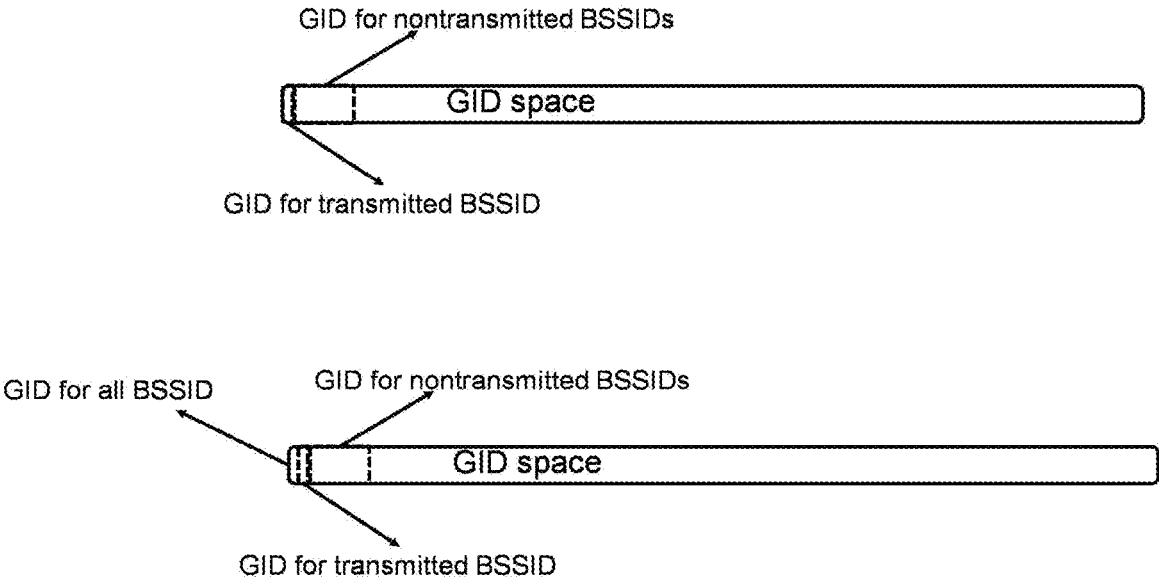 GID for nontransmitted BSSIDs
GID space
GID for transmitted BSSID
GID for all BSSID
GID for nontransmitted BSSIDs
GID space
GID for transmitted BSSID